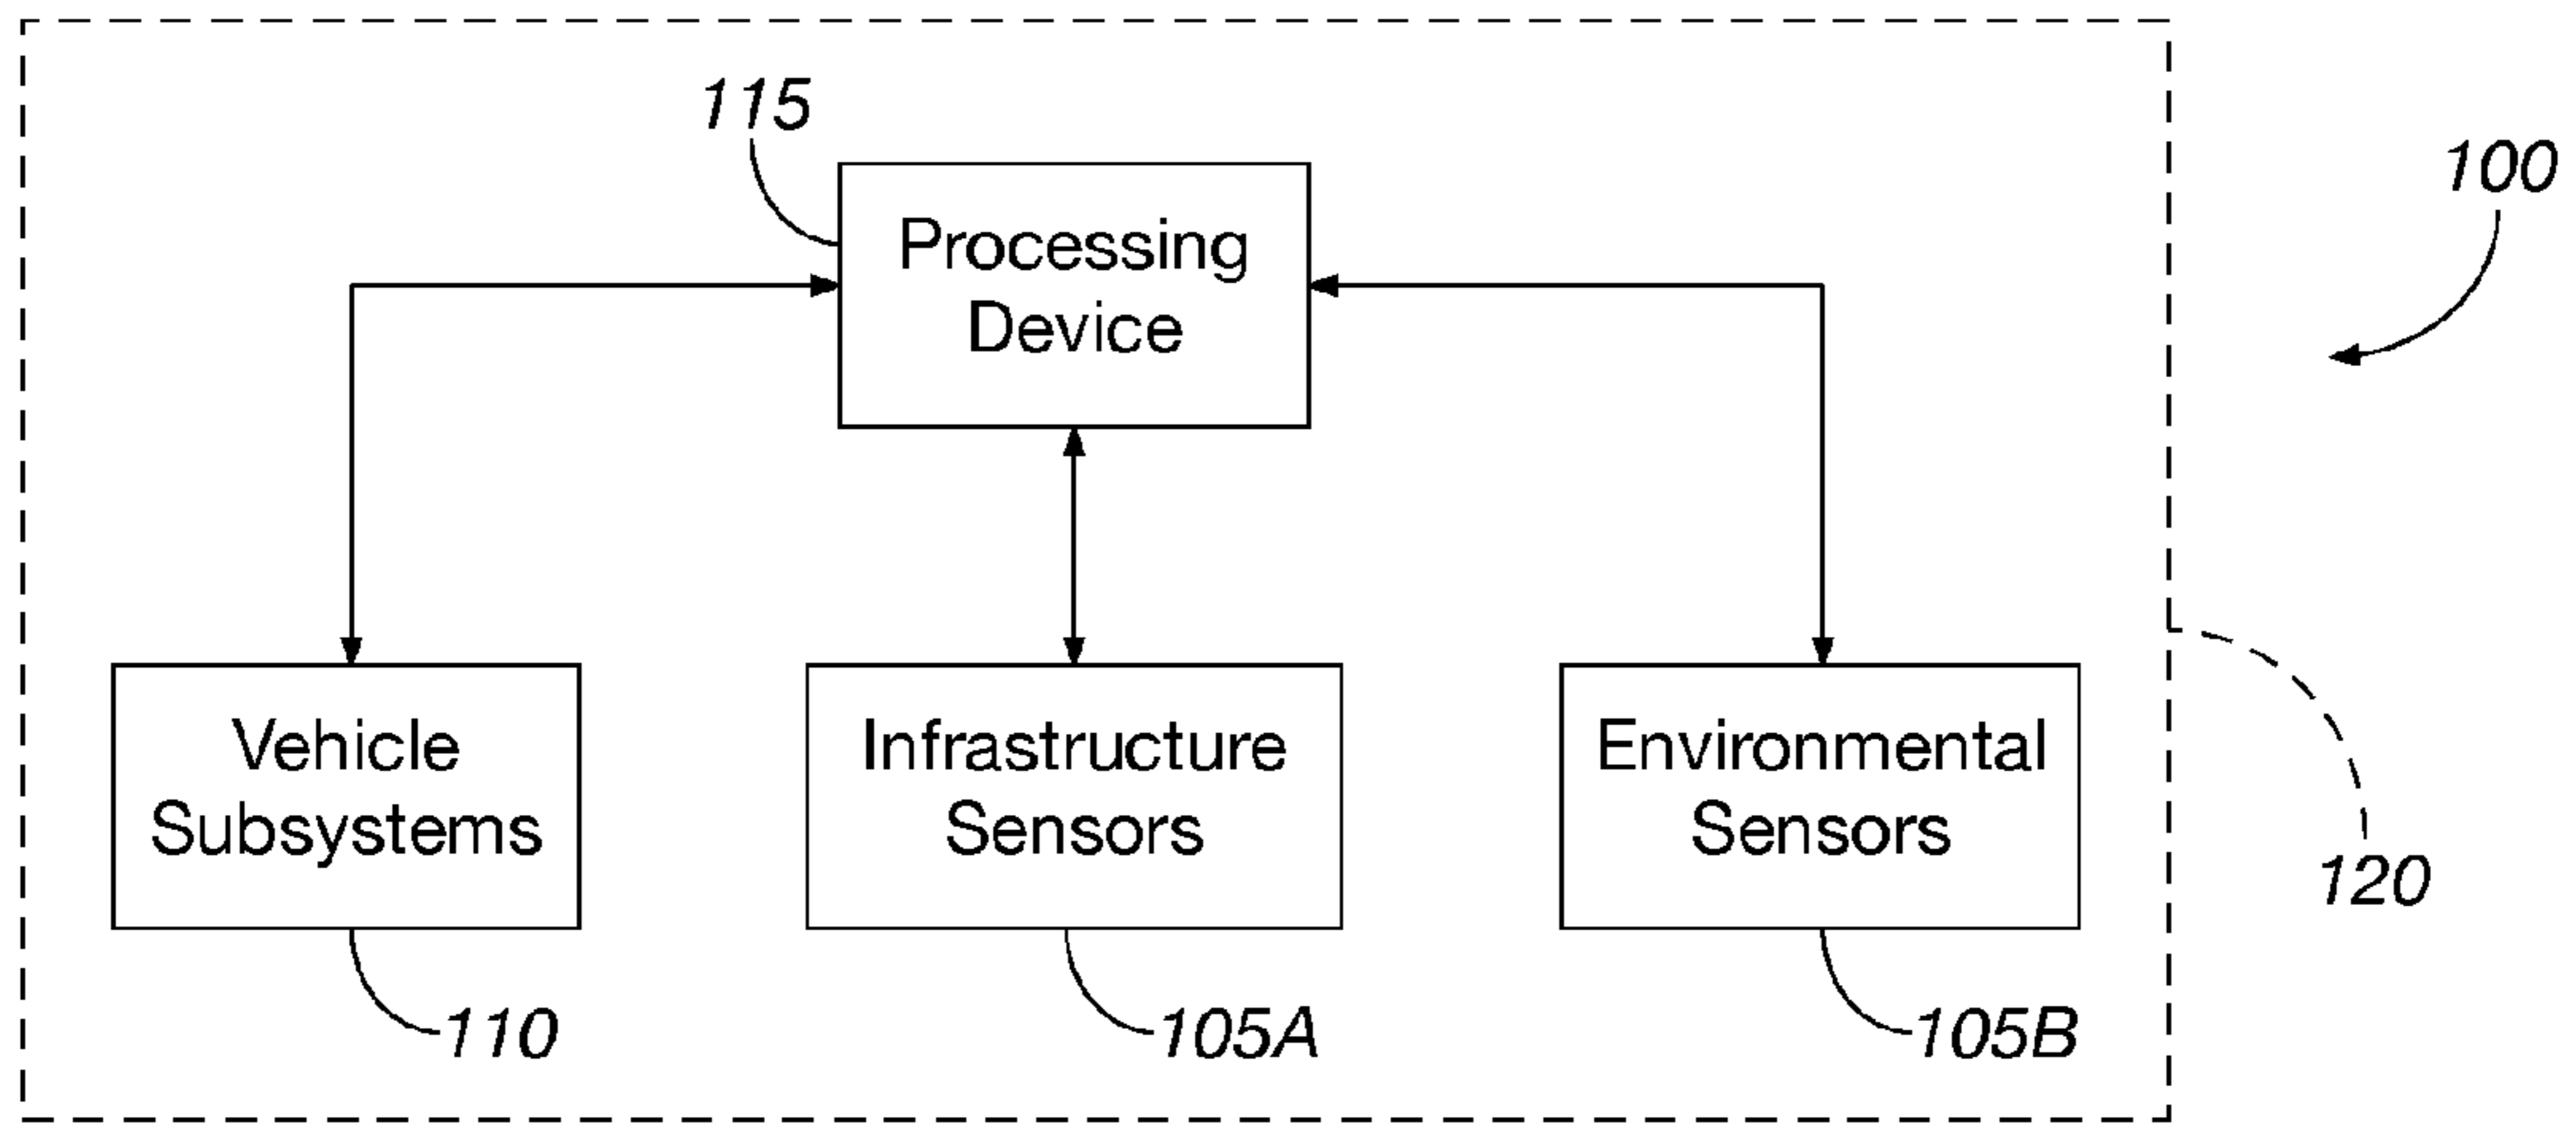 115
100
Processing
Device
Vehicle
Subsystems
Infrastructure
Sensors
Environmental
Sensors
120
110
105A
105B